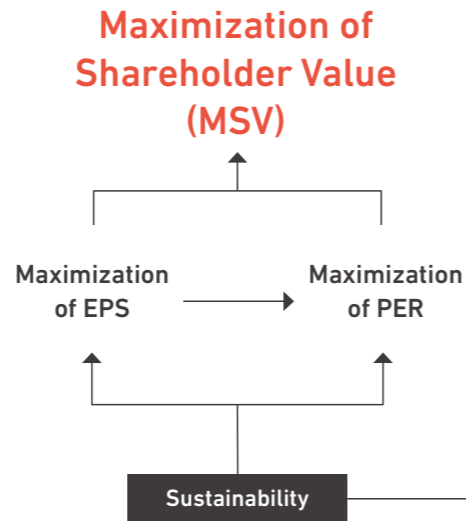 Maximization of
Shareholder Value
(MSV)
Maximization
of EPS
Maximization
of PER
Sustainability